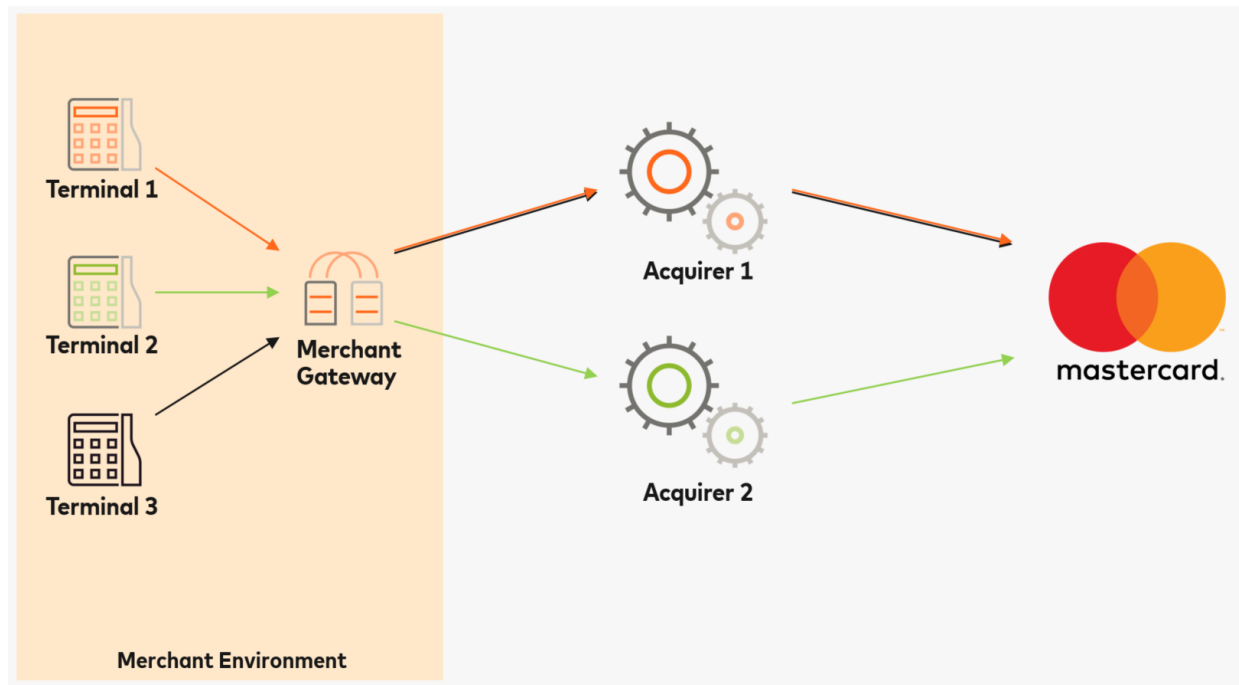 Terminal 1
Terminal 2
Terminal 3
Merchant
Gateway
Merchant Environment
Acquirer 1
Acquirer 2
mastercard.